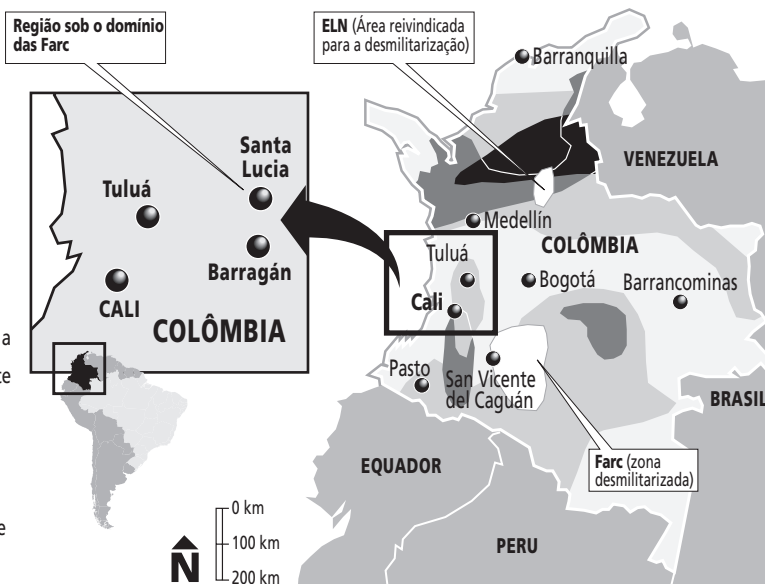 Região sob o domínio
das Farc
ELN (Área reivindicada
para a desmilitarização)
Barranquilla
VENEZUELA
Santa
Lucia
Tuluá
Barragán
CALI
COLÔMBIA
Medellín
COLÔMBIA
Tuluá
Bogotá
Barrancominas
Cali
Pasto
San Vicente
del Caguán
BRASIL
EQUADOR
Farc (zona
desmilitarizada)
PERU
0 km
100 km
200 km
N
a
e